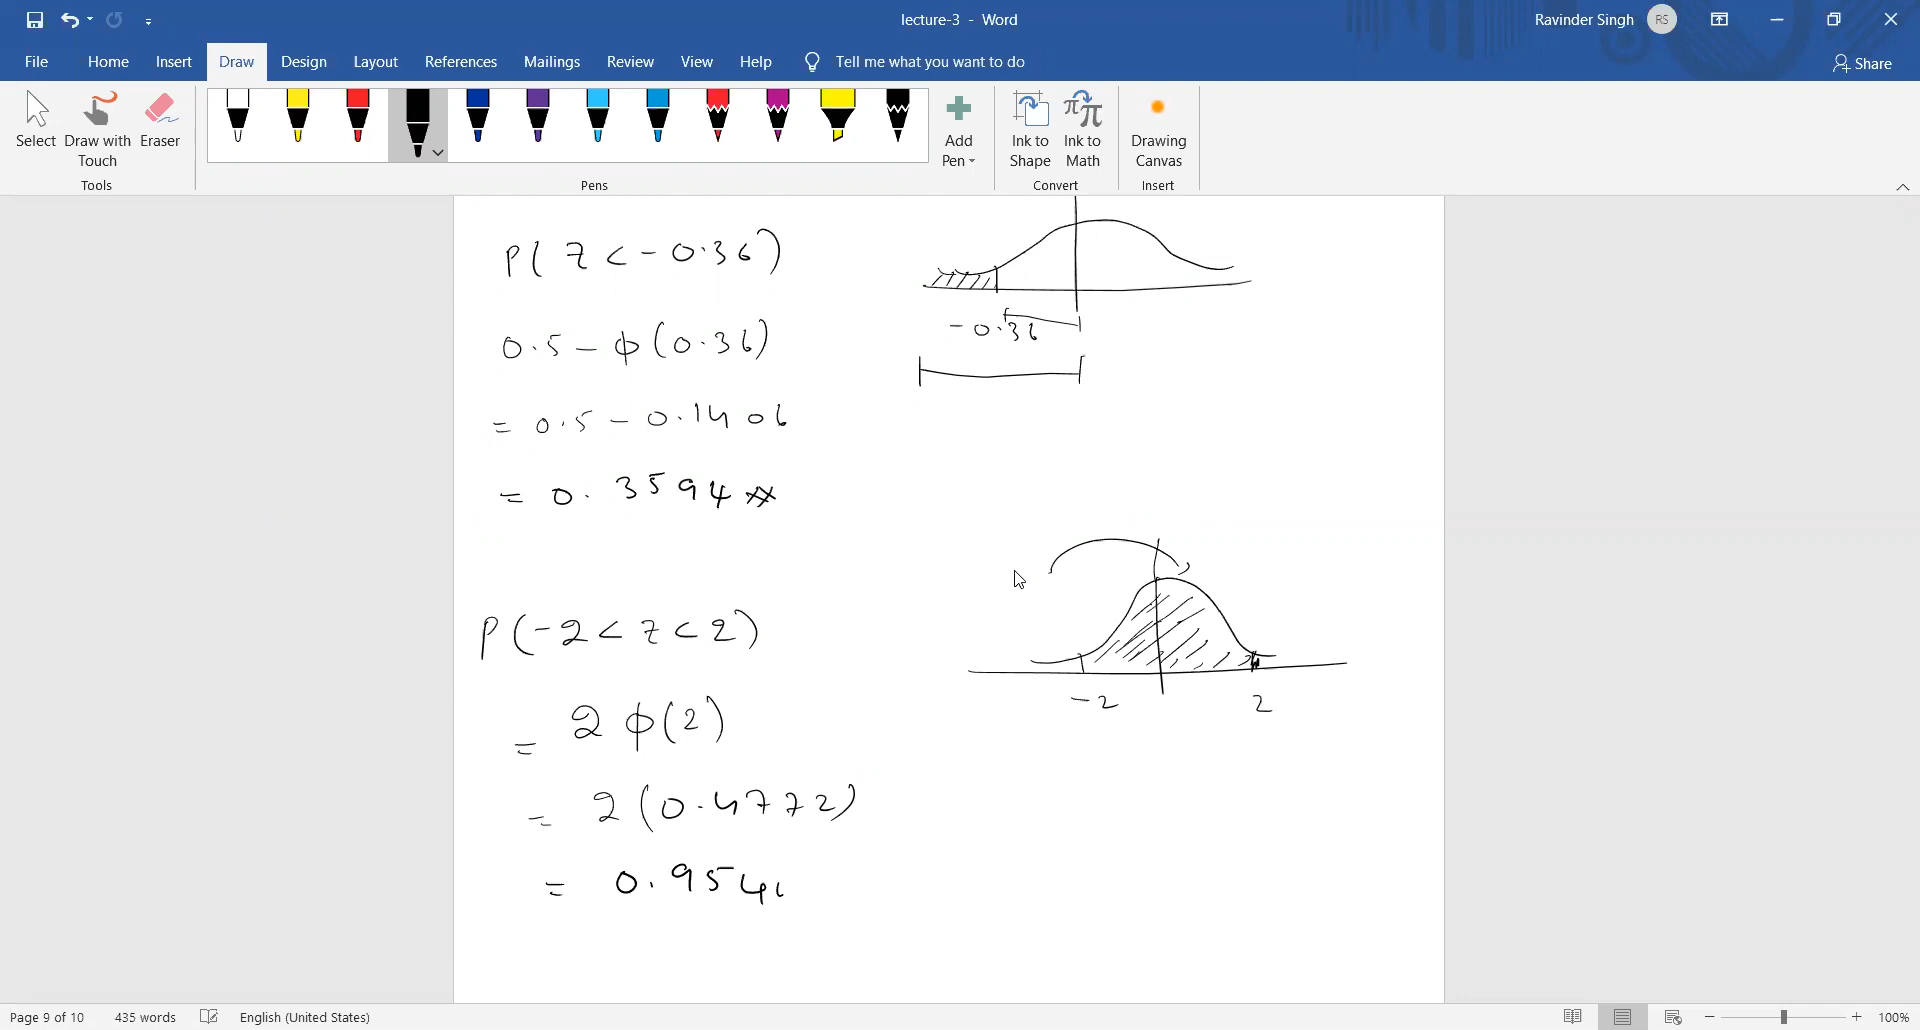 lecture-3 - Word
Ravinder Singh RS
File Home Insert Draw Design Layout References Mailings Review View Help Tell me what you want to do Share
Select Draw with Touch Eraser
Add Pen
Ink to Shape Ink to Math
Drawing Canvas
Tools Pens Convert Insert
P( z < - 0.36)
0.5 - φ(0.36)
-0.36
= 0.5 - 0.1406
= 0.3594
P(-2 < z < 2)
-2 2
= 2 φ(2)
= 2(0.4772)
= 0.954
Page 9 of 10 435 words English (United States) 100%